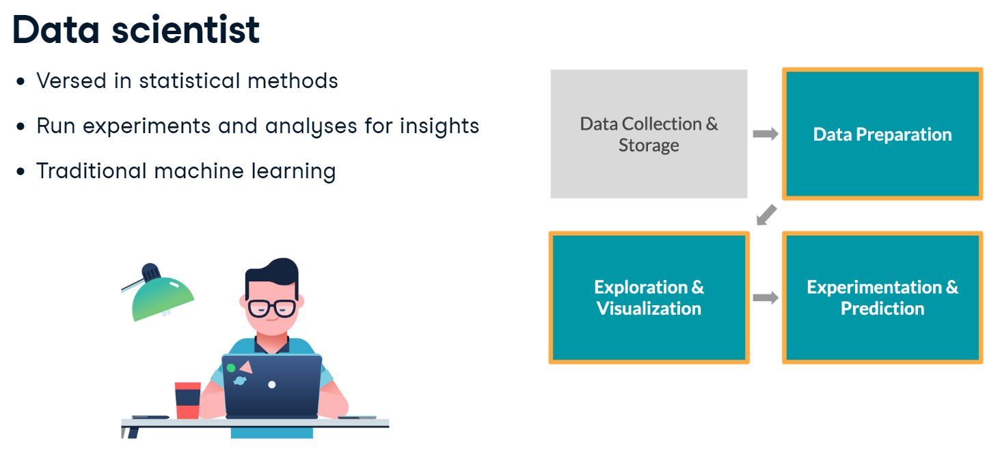 Data scientist
• Versed in statistical methods
• Run experiments and analyses for insights
• Traditional machine learning
Data Collection &
Storage
Data Preparation
Exploration &
Visualization
Experimentation &
Prediction